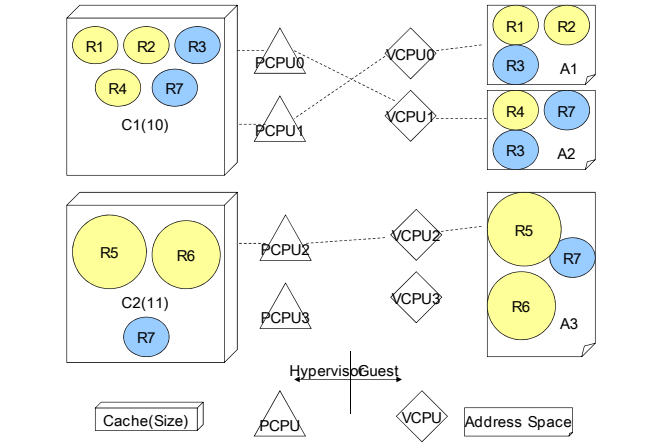 R1 R2 R3
R4 R7
C1(10)
PCPU0
PCPU1
VCPU0
VCPU1
R1 R2
R3 A1
R4 R7
R3 A2
R5 R6
C2(11)
R7
PCPU2
PCPU3
VCPU2
VCPU3
R5
R7
R6
A3
Hypervisor Guest
Cache(Size)
PCPU
VCPU
Address Space